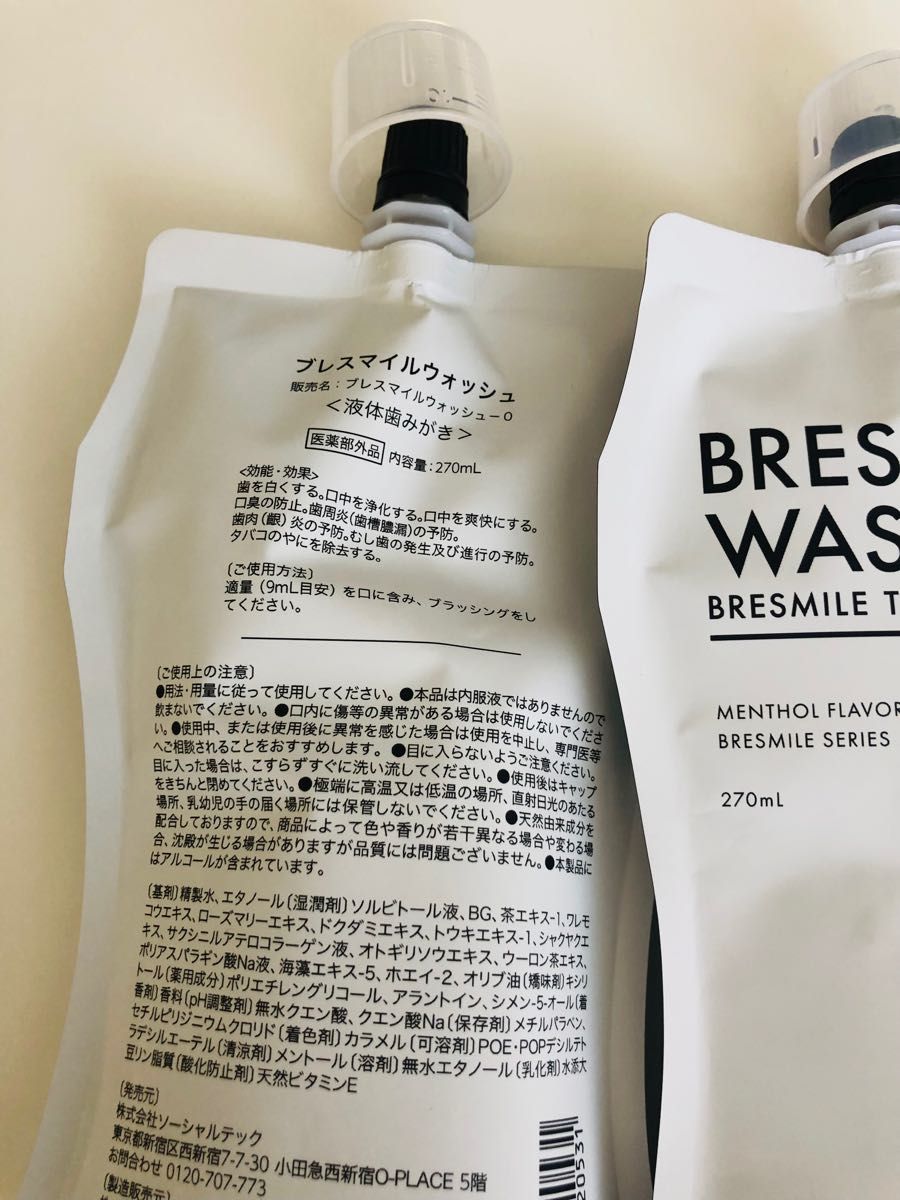 ブレスマイルウォッシュ
販売名：ブレスマイルウォッシューO
＜液体歯みがき＞
医薬部外品 内容量：270mL
<効能・効果>
歯を白くする。口中を浄化する。口中を爽快にする。
口臭の防止。歯周炎(歯槽膿漏)の予防。
歯肉(齦)炎の予防。むし歯の発生及び進行の予防。
タバコのやにを除去する。
〔ご使用方法〕
適量（9mL目安）を口に含み、ブラッシングをし
てください。
〔ご使用上の注意〕
●用法・用量に従って使用してください。●本品は内服液ではありませんので
飲まないでください。●口内に傷等の異常がある場合は使用しないでくださ
い。●使用中、または使用後に異常を感じた場合は使用を中止し、専門医等
へご相談されることをおすすめします。●目に入らないようご注意ください。
目に入った場合は、こすらずすぐに洗い流してください。●使用後はキャップ
をきちんと閉めてください。●極端に高温又は低温の場所、直射日光のあたる
場所、乳幼児の手の届く場所には保管しないでください。●天然由来成分を
配合しておりますので、商品によって色や香りが若干異なる場合や変わる場
合、沈殿が生じる場合がありますが品質には問題ございません。●本製品に
はアルコールが含まれています。
〔基剤〕精製水、エタノール〔湿潤剤〕ソルビトール液、BG、茶エキス-1、ワレモ
コウエキス、ローズマリーエキス、ドクダミエキス、トウキエキス-1、シャクヤクエ
キス、サクシニルアテロコラーゲン液、オトギリソウエキス、ウーロン茶エキス、
ポリアスパラギン酸Na液、海藻エキス-5、ホエイ-2、オリブ油〔矯味剤〕キシリ
トール〔薬用成分〕ポリエチレングリコール、アラントイン、シメン-5-オール〔着
香剤〕香料〔pH調整剤〕無水クエン酸、クエン酸Na〔保存剤〕メチルパラベン、
セチルピリジニウムクロリド〔着色剤〕カラメル〔可溶剤〕POE・POPデシルテト
ラデシルエーテル〔清涼剤〕メントール〔溶剤〕無水エタノール〔乳化剤〕水添大
豆リン脂質〔酸化防止剤〕天然ビタミンE
〔発売元〕
株式会社ソーシャルテック
東京都新宿区西新宿7-7-30 小田急西新宿O-PLACE 5階
お問合わせ 0120-707-773
〔製造販売元〕
20531
BRES
WAS
BRESMILE T
MENTHOL FLAVOR
BRESMILE SERIES
270mL